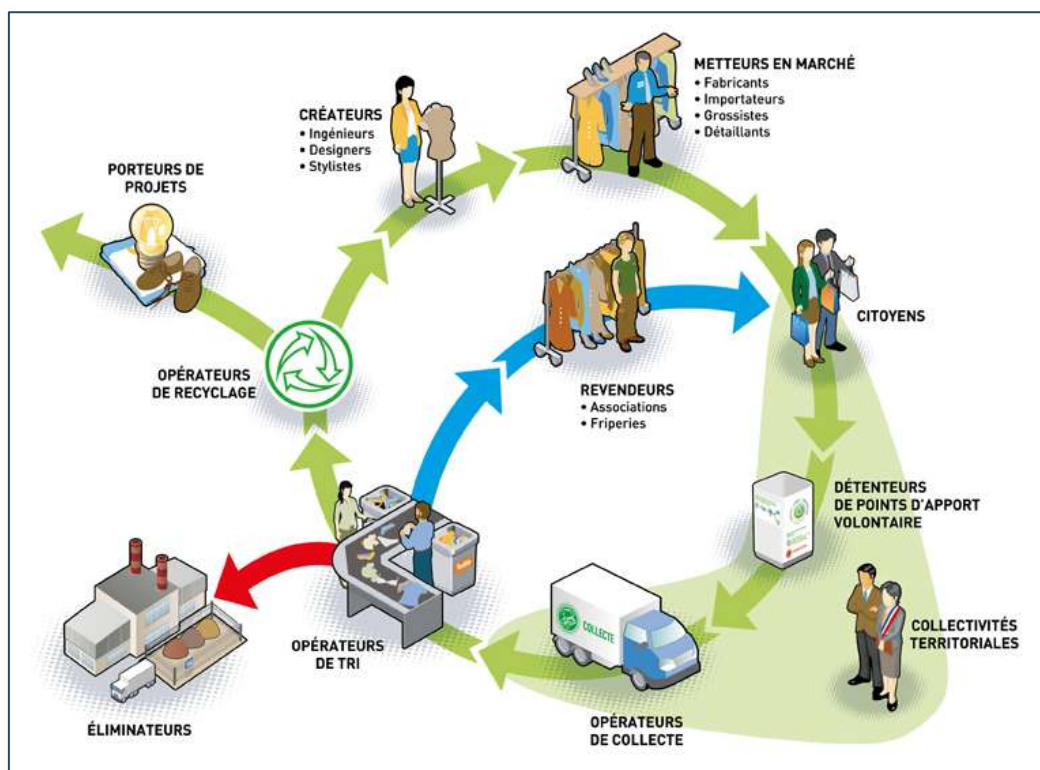 METTEURS EN MARCHÉ
• Fabricants
• Importateurs
• Grossistes
• Détaillants
CRÉATEURS
• Ingénieurs
• Designers
• Stylistes
PORTEURS DE
PROJETS
CITOYENS
OPÉRATEURS
DE RECYCLAGE
REVENDEURS
• Associations
• Friperies
DÉTENTEURS
DE POINTS D'APPORT
VOLONTAIRE
COLLECTE
COLLECTIVITÉS
TERRITORIALES
OPÉRATEURS
DE TRI
OPÉRATEURS
DE COLLECTE
ÉLIMINATEURS